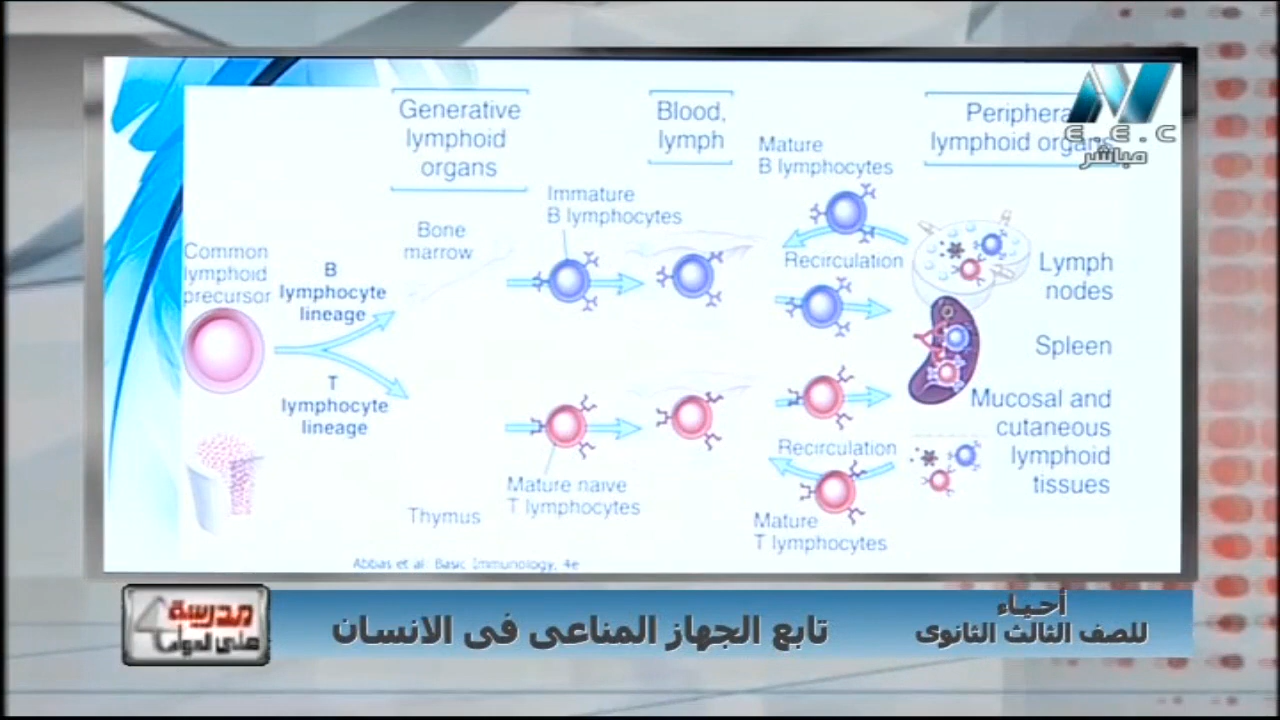 Generative
lymphoid
organs
Blood,
lymph
Peripheral
lymphoid organs
E.E.C
مباشر
Mature
B lymphocytes
Immature
B lymphocytes
Bone
marrow
Common
lymphoid
precursor
B
lymphocyte
lineage
Recirculation
Lymph
nodes
Spleen
T
lymphocyte
lineage
Mucosal and
cutaneous
lymphoid
tissues
Recirculation
Mature naive
T lymphocytes
Thymus
Mature
T lymphocytes
Abbas et al: Basic Immunology, 4e
أحياء
للصف الثالث الثانوى
تابع الجهاز المناعى فى الانسان
مدرسة
على الهواء